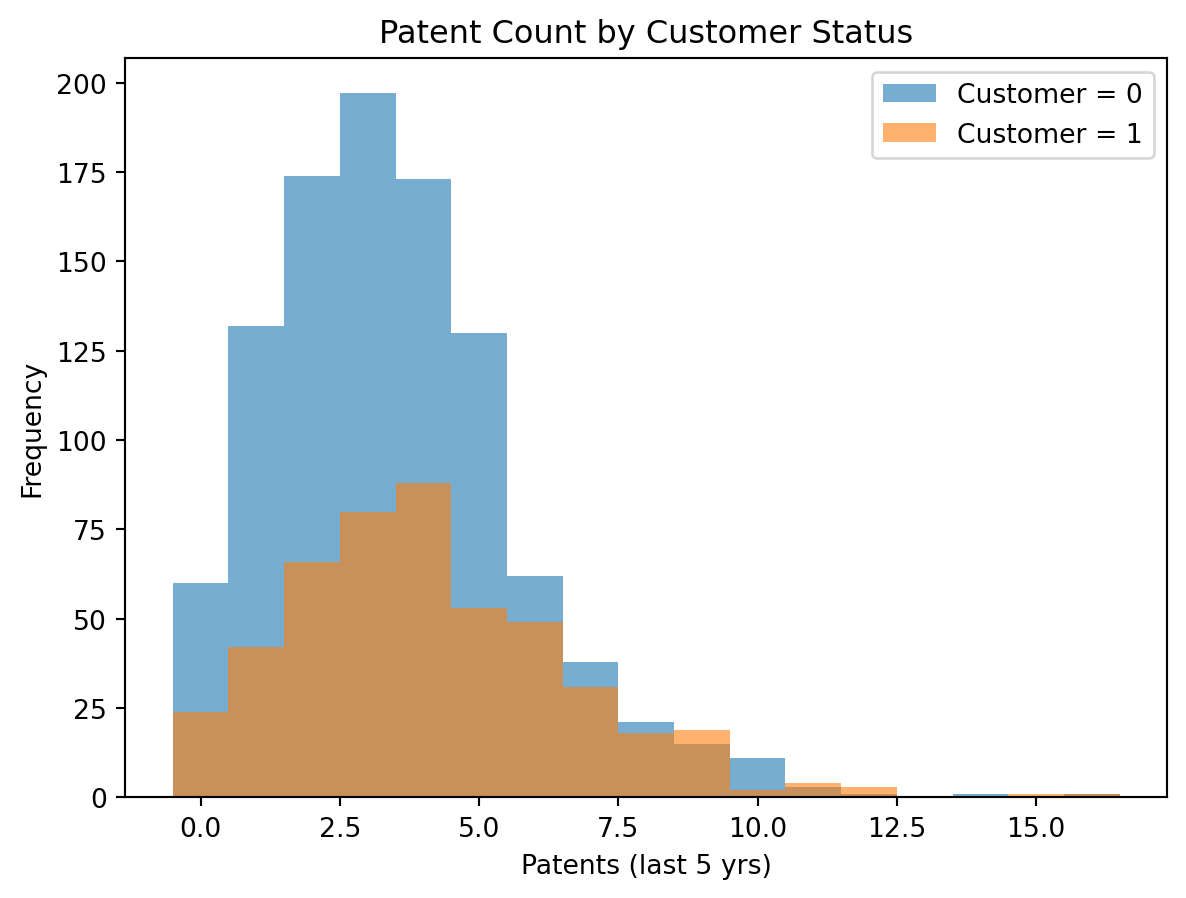 Patent Count by Customer Status
Customer = 0
Customer = 1
200
175
150
125
100
75
50
25
0
Frequency
0.0 2.5 5.0 7.5 10.0 12.5 15.0
Patents (last 5 yrs)